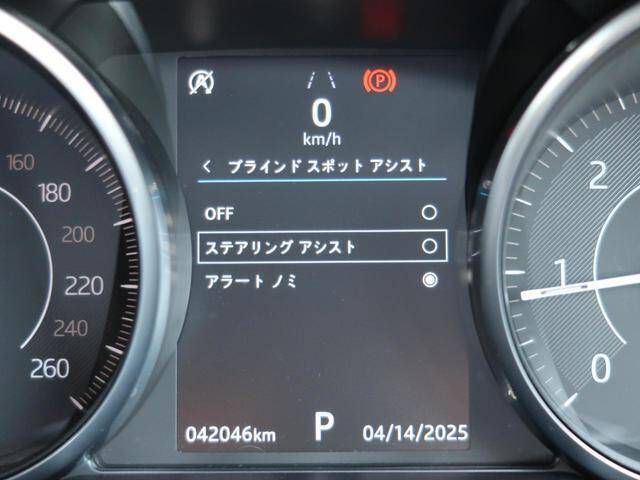 160
180
200
220
240
260
A
P
0
km/h
ブラインド スポット アシスト
OFF
ステアリング アシスト
アラート ノミ
042046km
P
04/14/2025
2
1
0